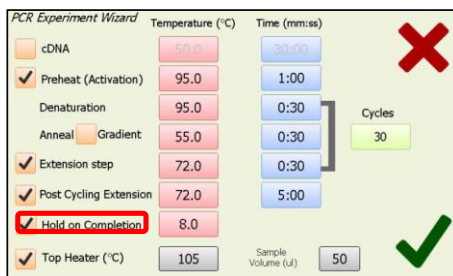 PCR Experiment Wizard Temperature (°C) Time (mm:ss)
cDNA 50.0 30:00
Preheat (Activation) 95.0 1:00
Denaturation 95.0 0:30 Cycles
Anneal Gradient 55.0 0:30 30
Extension step 72.0 0:30
Post Cycling Extension 72.0 5:00
Hold on Completion 8.0
Top Heater (°C) 105 Sample Volume (ul) 50